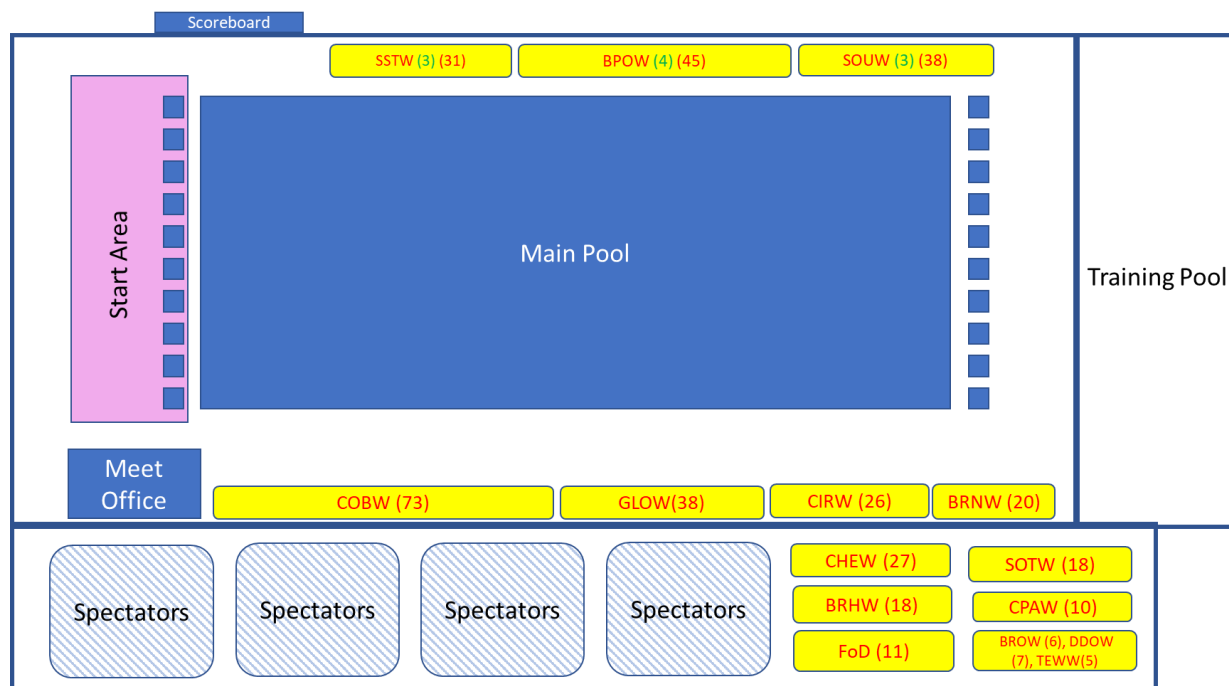 Scoreboard
SSTW (3) (31)
BPOW (4) (45)
SOUW (3) (38)
Start Area
Main Pool
Training Pool
Meet
Office
COBW (73)
GLOW(38)
CIRW (26)
BRNW (20)
Spectators
Spectators
Spectators
Spectators
CHEW (27)
SOTW (18)
BRHW (18)
CPAW (10)
FoD (11)
BROW (6), DDOW
(7), TEWW(5)